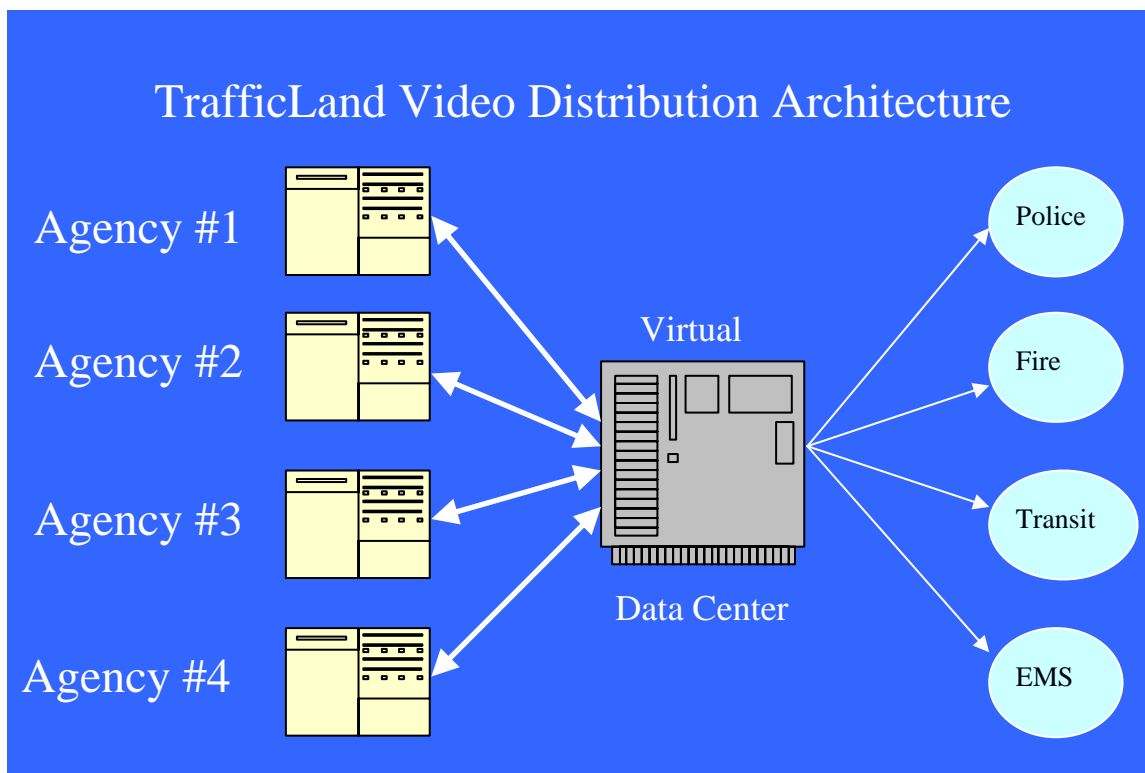 TrafficLand Video Distribution Architecture
Agency #1
Agency #2
Agency #3
Agency #4
Virtual
Data Center
Police
Fire
Transit
EMS